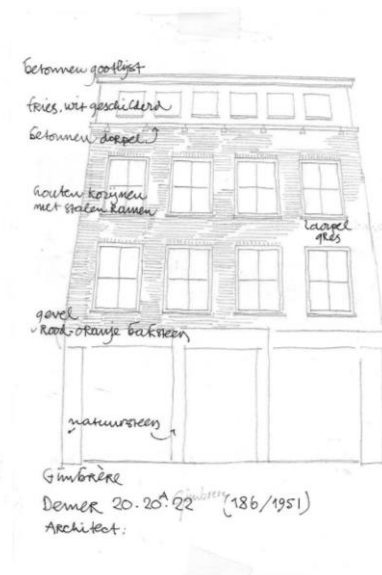 betonnen gootlijst
fries, wit geschilderd
betonnen dorpel
houten kozijnen
met stalen ramen
dorpel
gres
gevel
rood-oranje baksteen
natuursteen
Gimbrère
Demer 20.20A.22 (186/1951)
Architect: